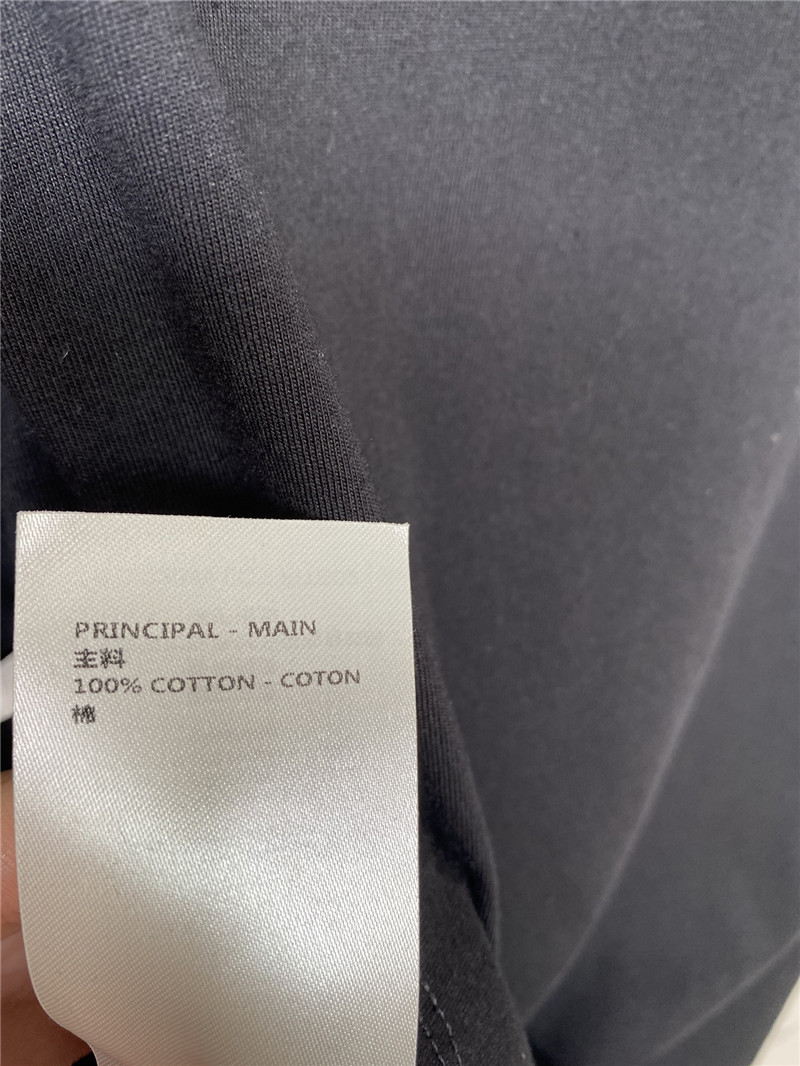 PRINCIPAL - MAIN
主料
100% COTTON - COTON
棉